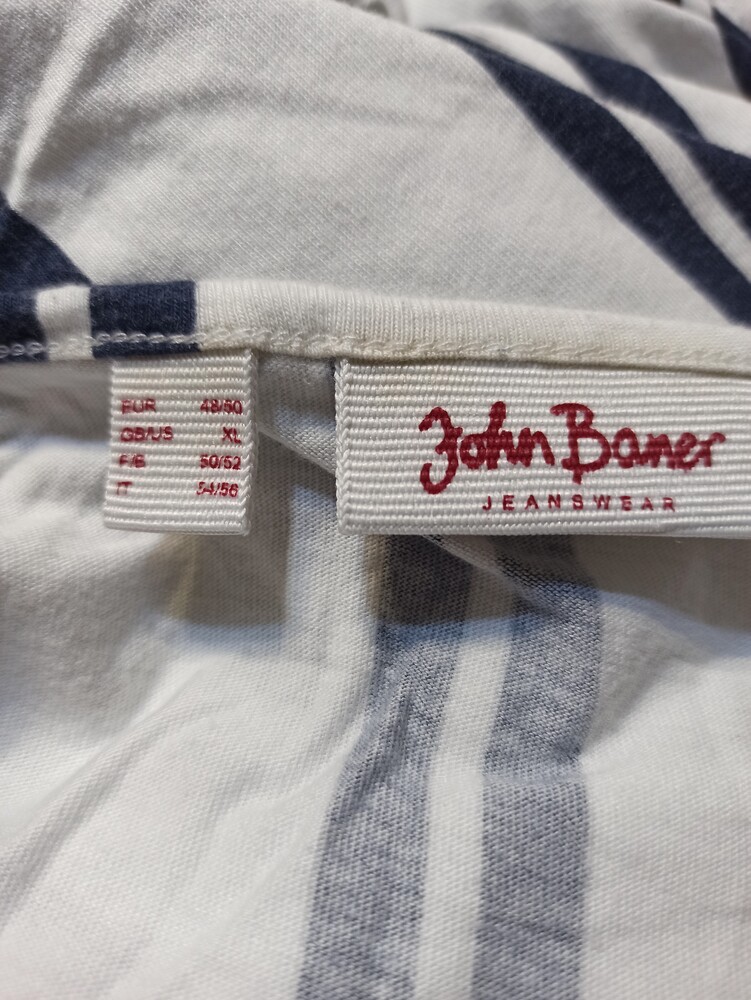 EUR 48/50
GB/US XL
F/B 50/52
IT 54/56
John Baner
JEANSWEAR